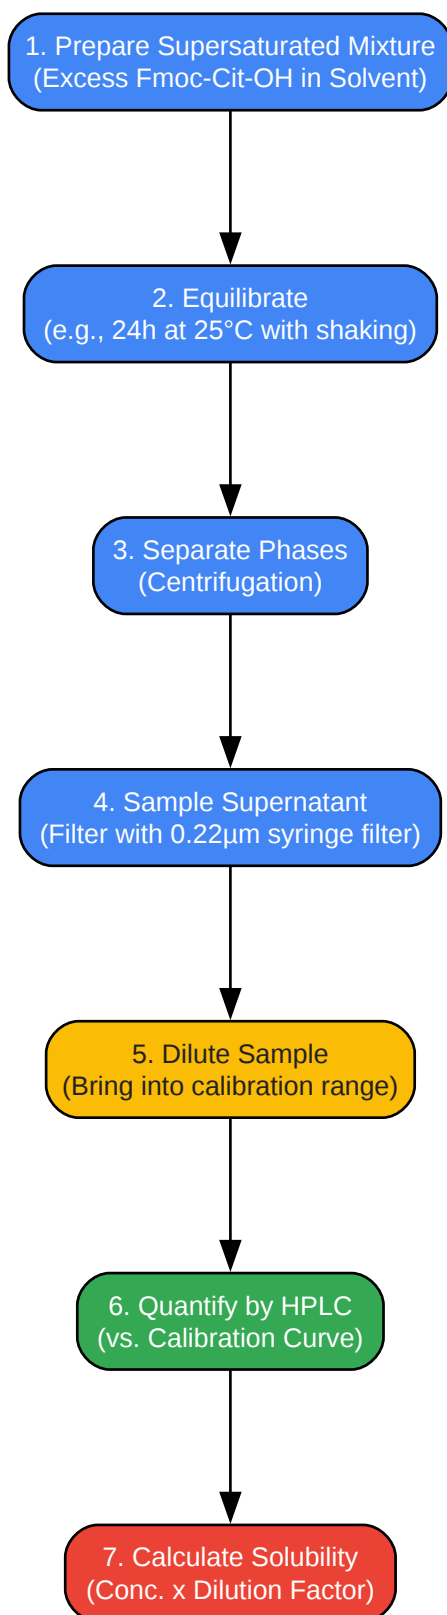 1. Prepare Supersaturated Mixture
(Excess Fmoc-Cit-OH in Solvent)
2. Equilibrate
(e.g., 24h at 25°C with shaking)
3. Separate Phases
(Centrifugation)
4. Sample Supernatant
(Filter with 0.22µm syringe filter)
5. Dilute Sample
(Bring into calibration range)
6. Quantify by HPLC
(vs. Calibration Curve)
7. Calculate Solubility
(Conc. x Dilution Factor)